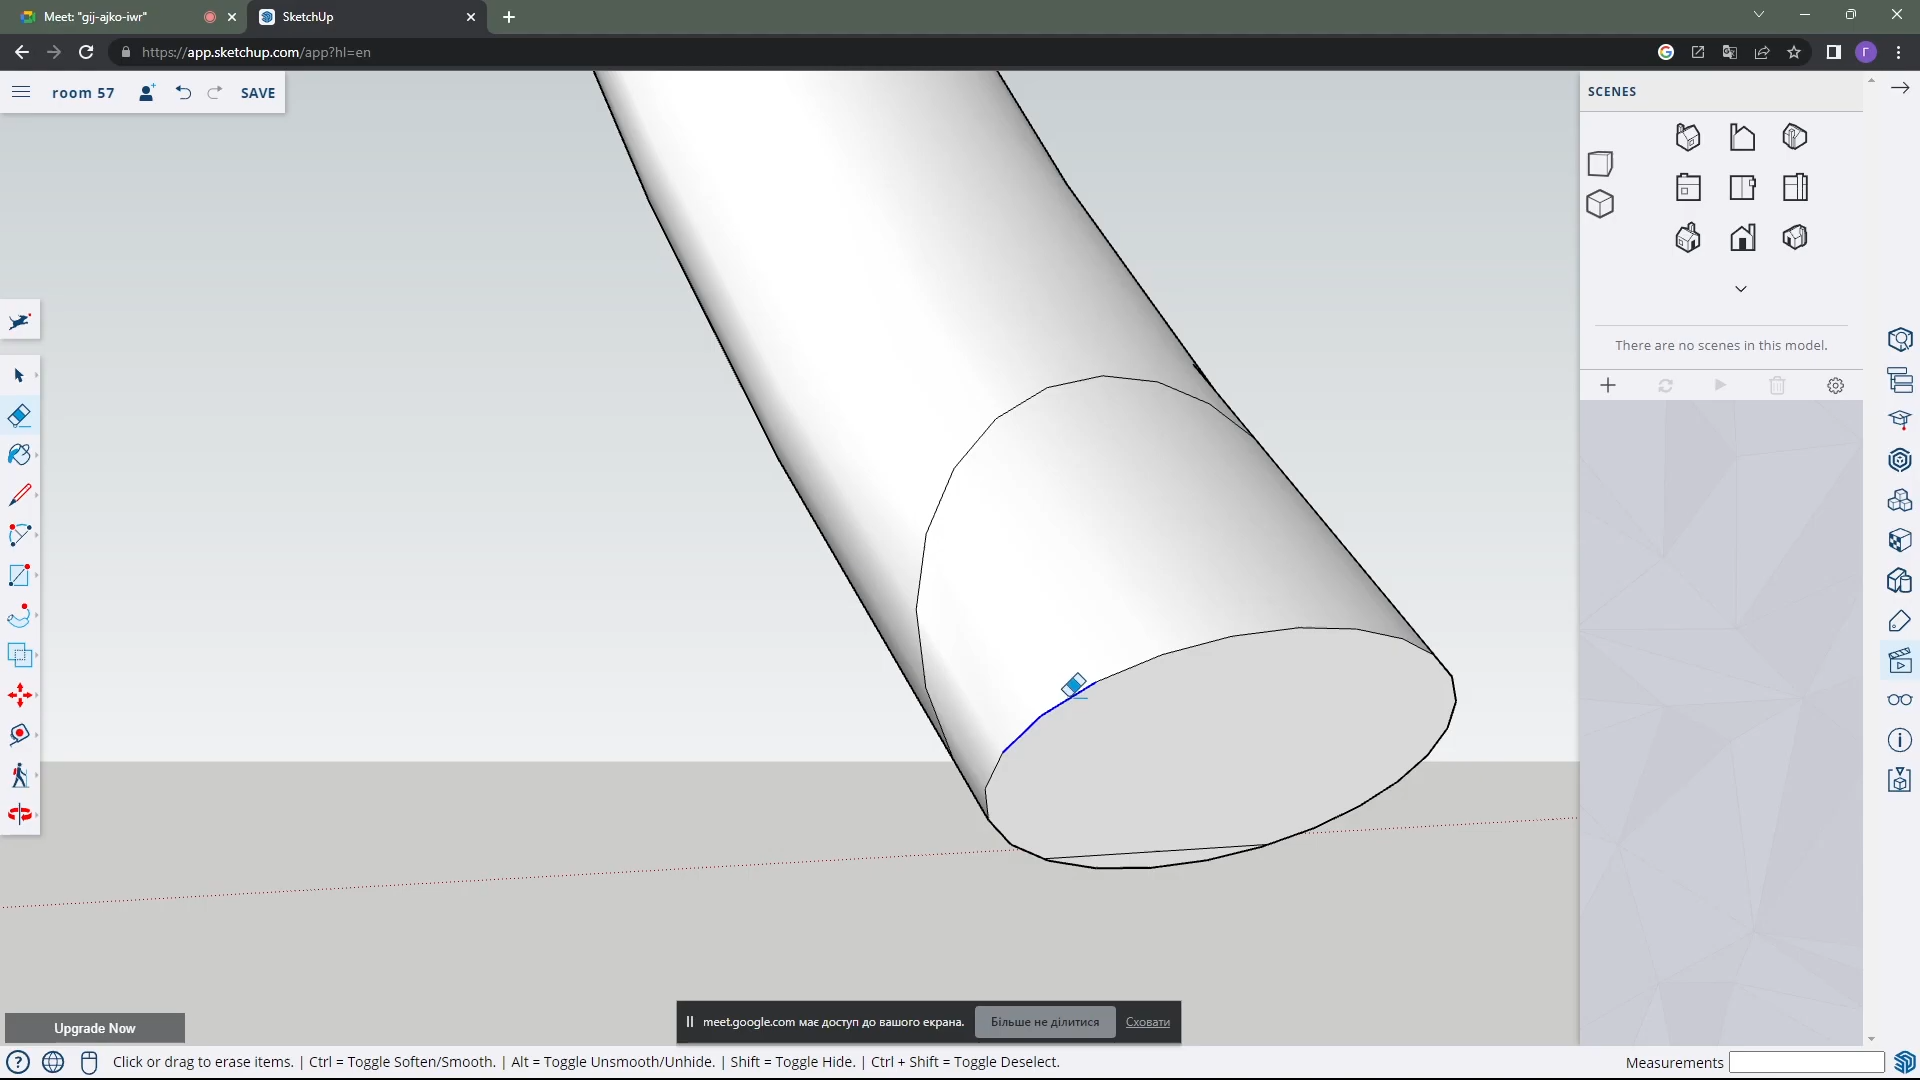 Meet: "gij-ajko-iwr"
SketchUp
https://app.sketchup.com/app?hl=en
Г
room 57
SAVE
SCENES
There are no scenes in this model.
Upgrade Now
meet.google.com має доступ до вашого екрана.
Більше не ділитися
Сховати
Click or drag to erase items. | Ctrl = Toggle Soften/Smooth. | Alt = Toggle Unsmooth/Unhide. | Shift = Toggle Hide. | Ctrl + Shift = Toggle Deselect.
Measurements